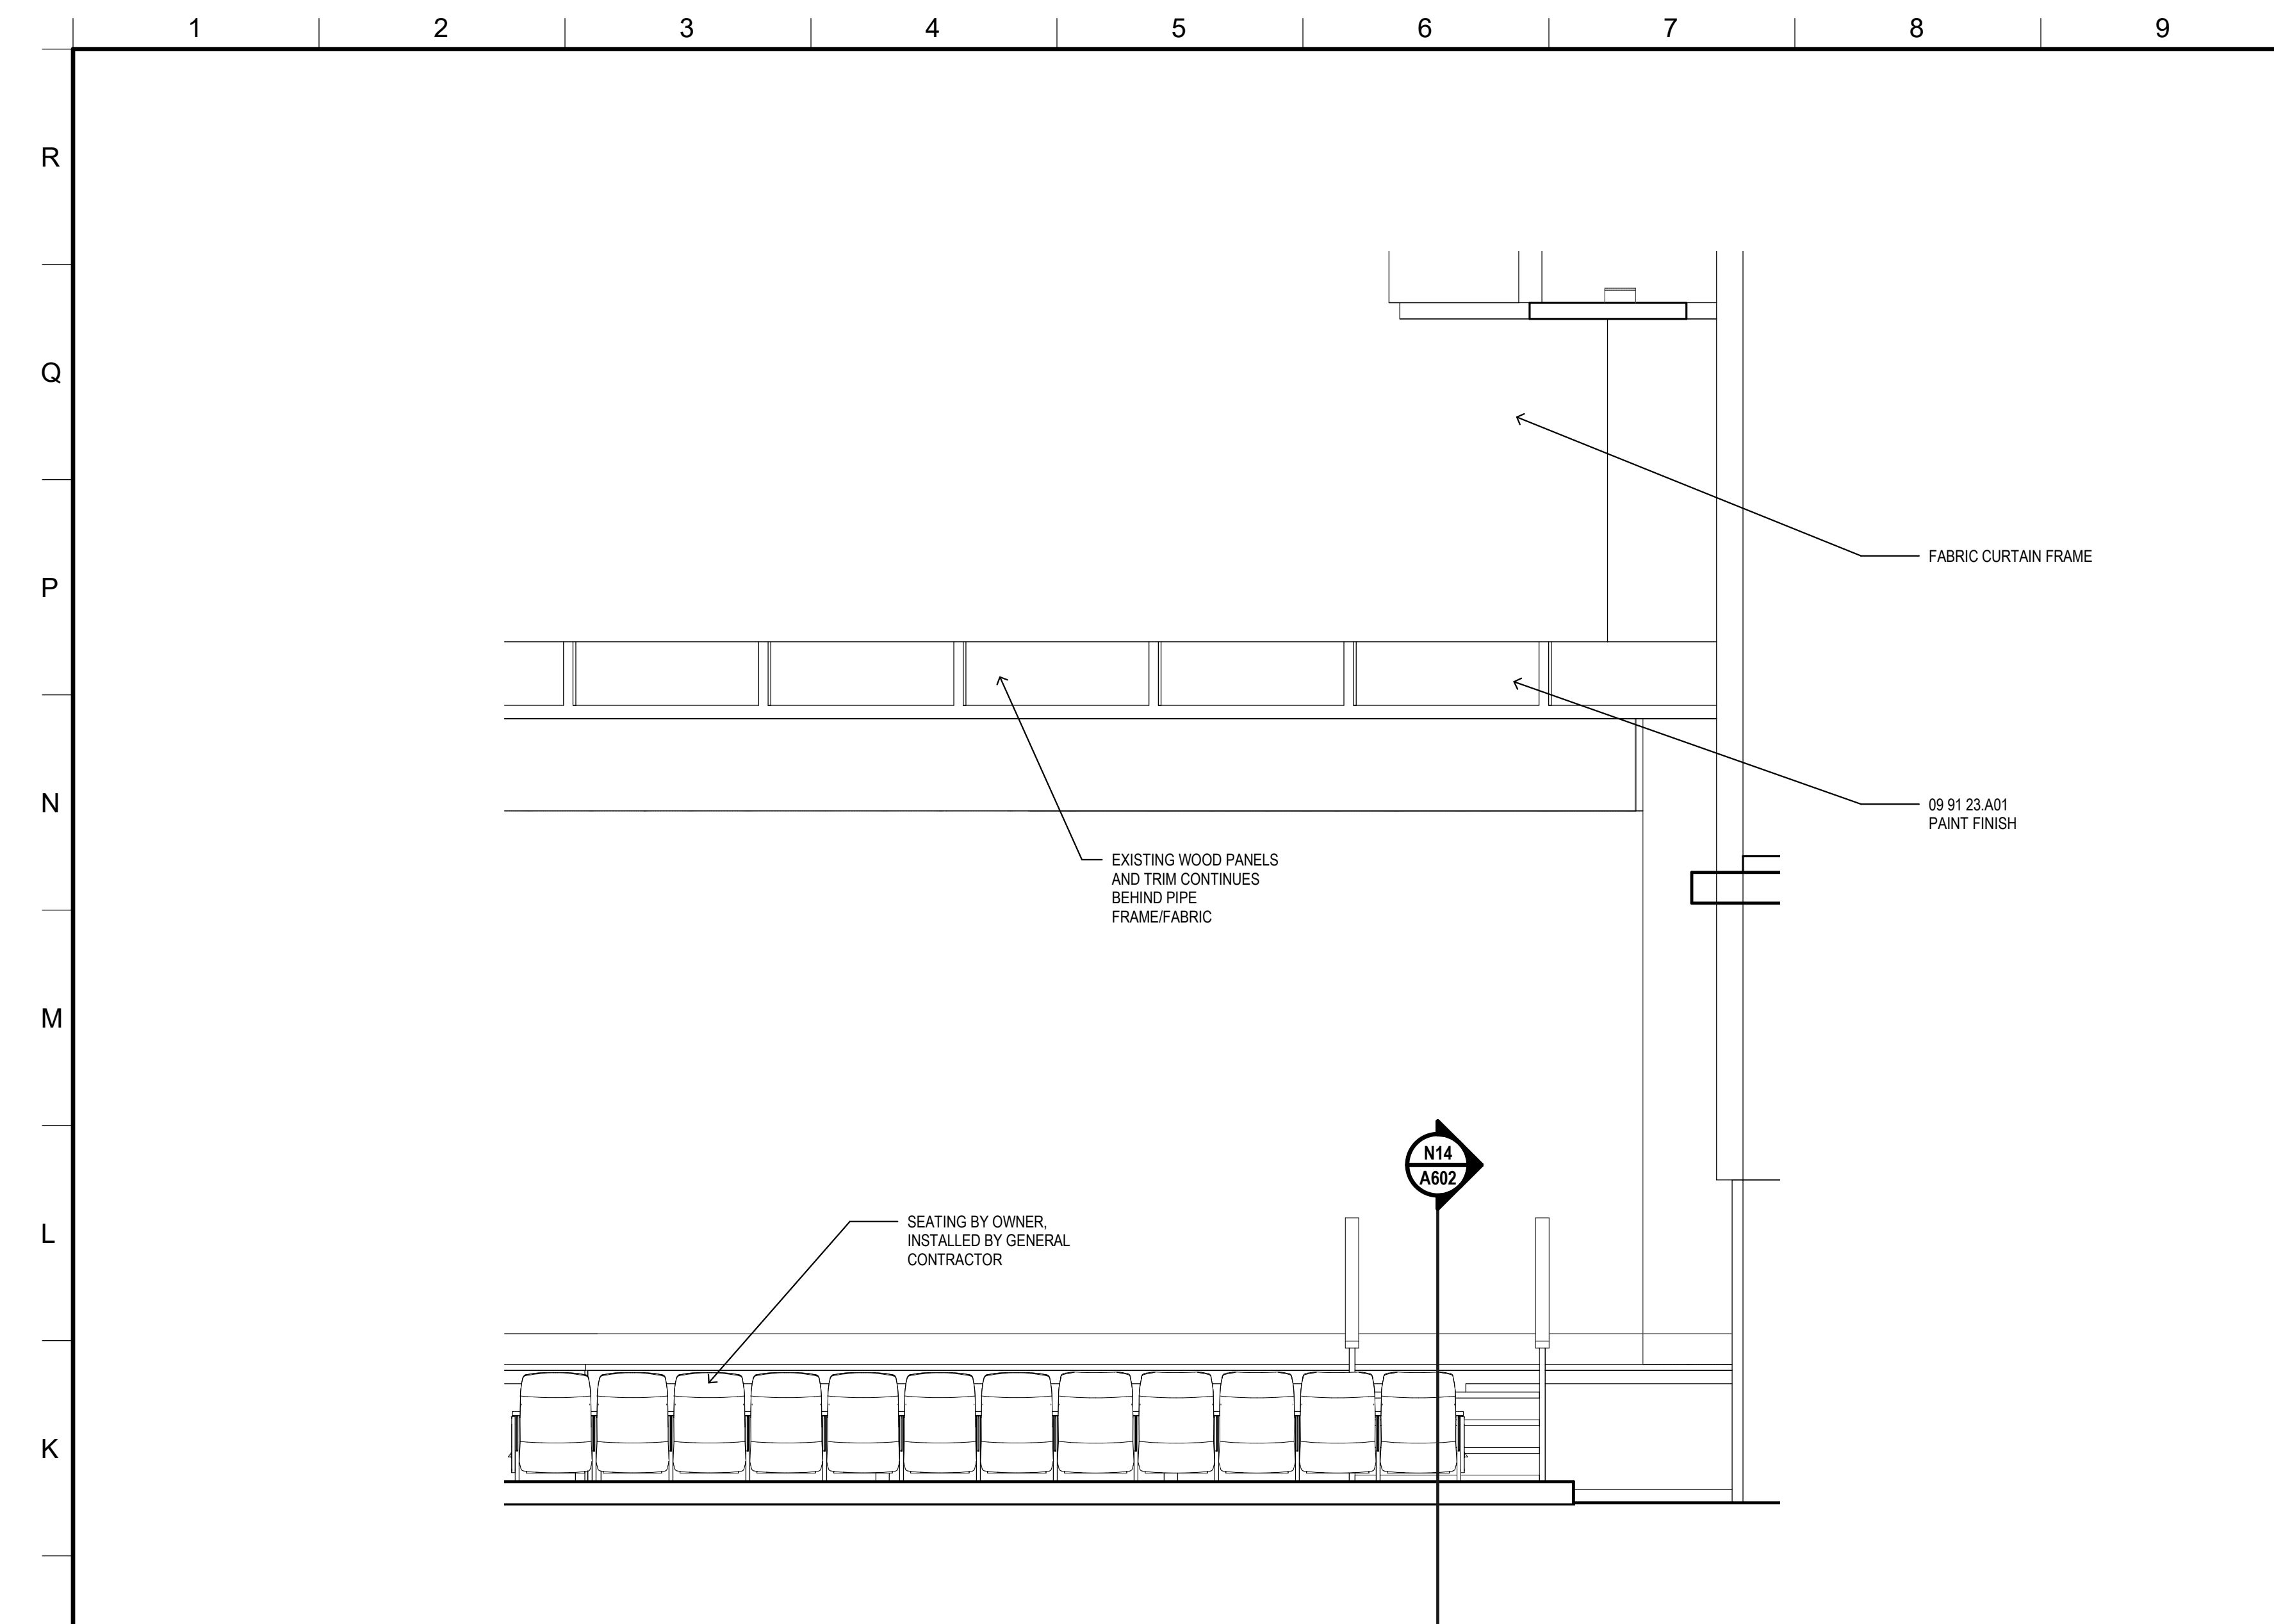 1 2 3 4 5 6 7 8 9
R
Q
FABRIC CURTAIN FRAME
P
N
09 91 23.A01
PAINT FINISH
EXISTING WOOD PANELS
AND TRIM CONTINUES
BEHIND PIPE
FRAME/FABRIC
M
N14
A602
L
SEATING BY OWNER,
INSTALLED BY GENERAL
CONTRACTOR
K